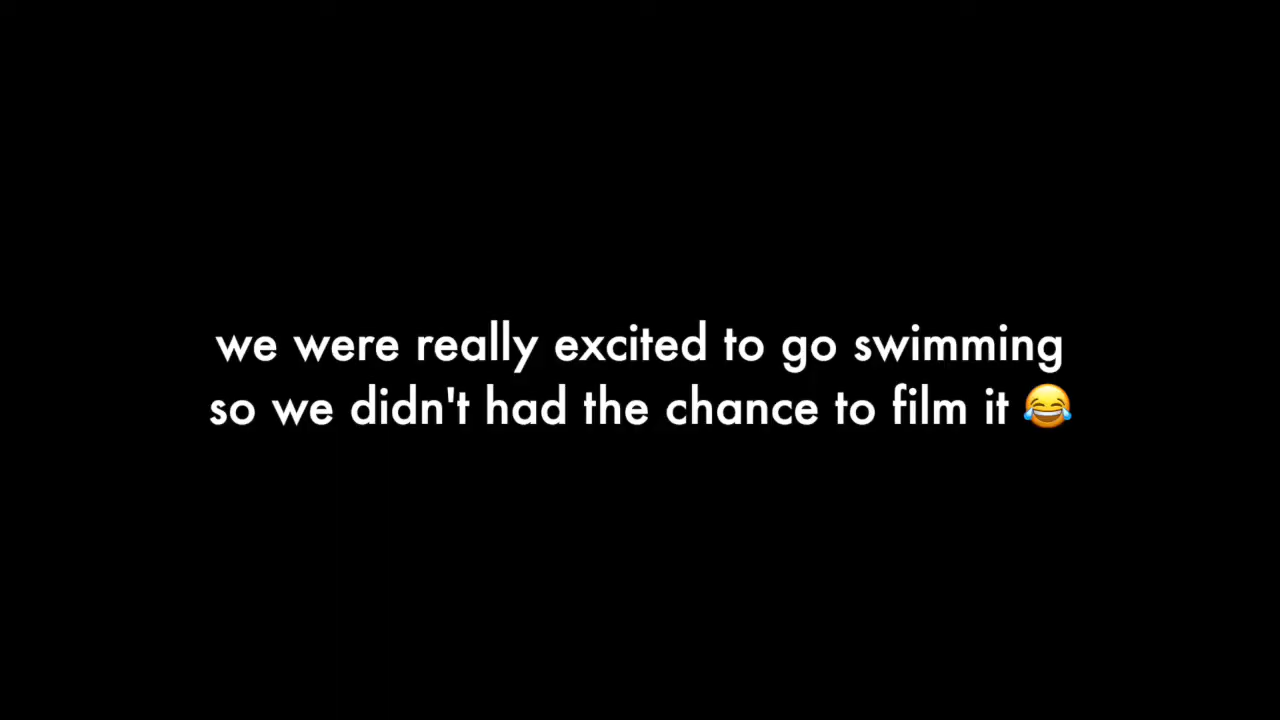 we were really excited to go swimming
so we didn't had the chance to film it 😂